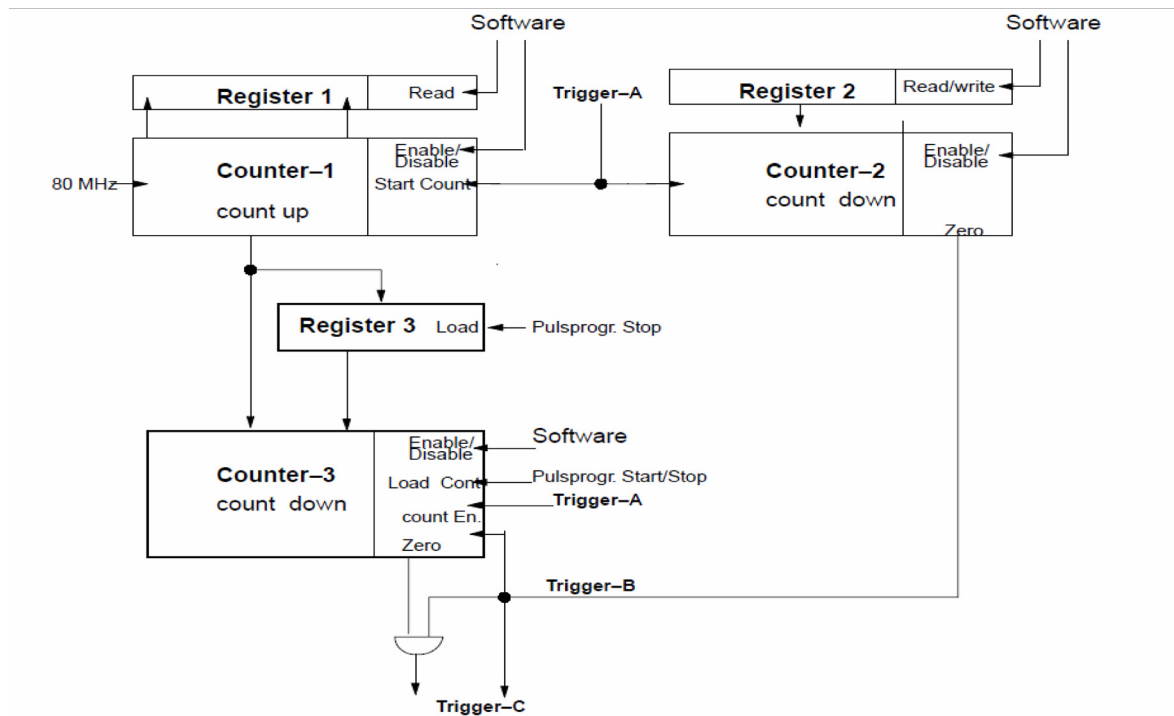 Software
Software
Register 1
Read
Trigger–A
Register 2
Read/write
Enable/
Disable
Counter–1
80 MHz
Start Count
count up
Enable/
Disable
Counter–2
count down
Zero
Register 3
Load
Pulsprogr. Stop
Enable/
Disable
Software
Counter–3
Load Cont
Pulsprogr. Start/Stop
count down
Trigger–A
count En.
Zero
Trigger–B
Trigger–C